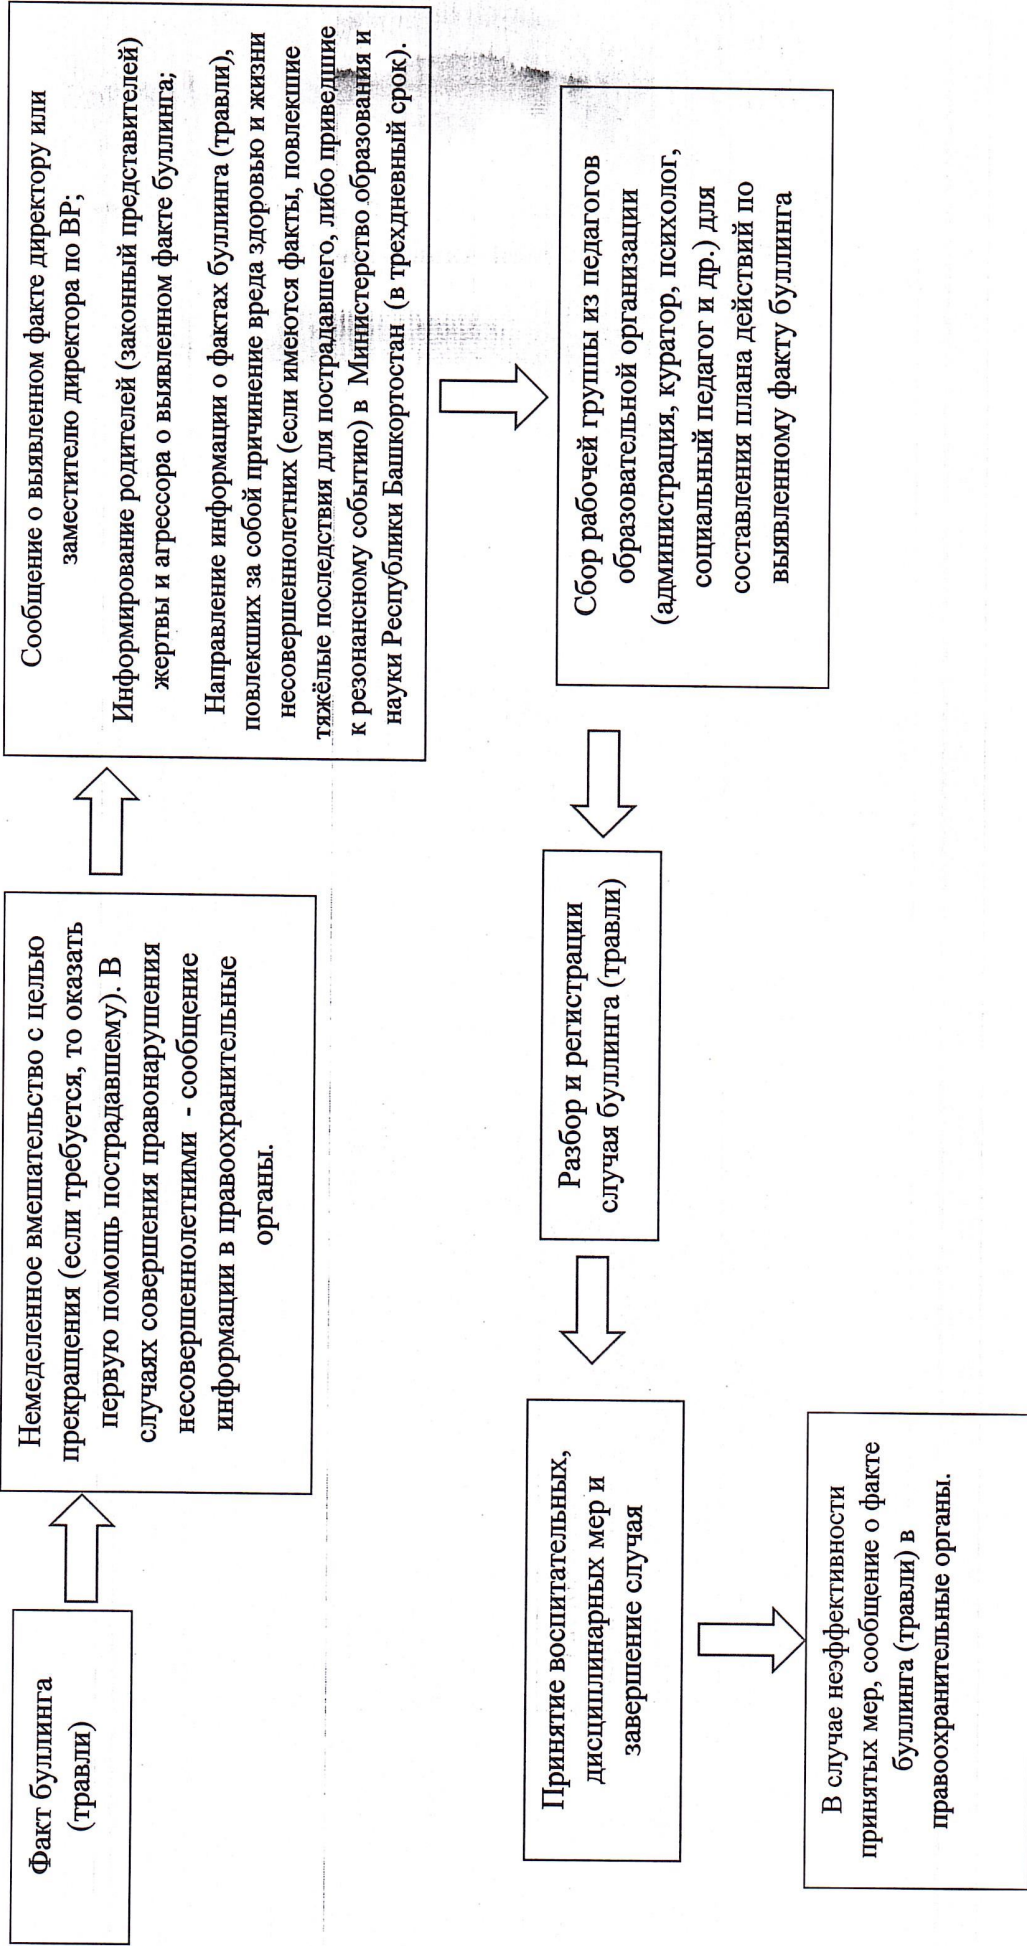 Факт буллинга
(травли)
Немеделенное вмешательство с целью
прекращения (если требуется, то оказать
первую помощь пострадавшему). В
случаях совершения правонарушения
несовершеннолетними - сообщение
информации в правоохранительные
органы.
Сообщение о выявленном факте директору или
заместителю директора по ВР;
Информирование родителей (законный представителей)
жертвы и агрессора о выявленном факте буллинга;
Направление информации о фактах буллинга (травли),
повлекших за собой причинение вреда здоровью и жизни
несовершеннолетних (если имеются факты, повлекшие
тяжёлые последствия для пострадавшего, либо приведшие
к резонансному событию) в Министерство образования и
науки Республики Башкортостан (в трехдневный срок).
Сбор рабочей группы из педагогов
образовательной организации
(администрация, куратор, психолог,
социальный педагог и др.) для
составления плана действий по
выявленному факту буллинга
Разбор и регистрации
случая буллинга (травли)
Принятие воспитательных,
дисциплинарных мер и
завершение случая
В случае неэффективности
принятых мер, сообщение о факте
буллинга (травли) в
правоохранительные органы.